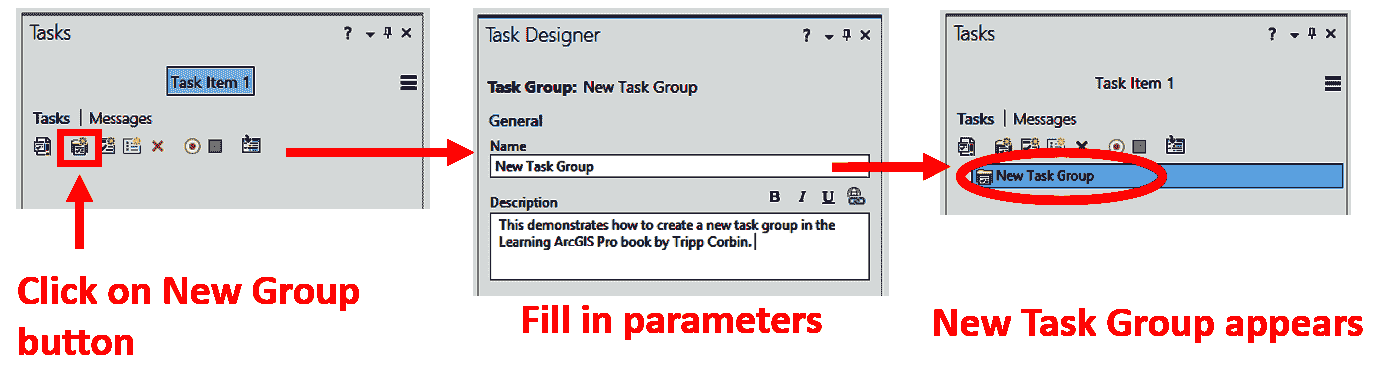 Tasks
?
Task Item 1
Tasks | Messages
Click on New Group
button
Task Designer
?
Task Group: New Task Group
General
Name
New Task Group
Description
B I U
This demonstrates how to create a new task group in the
Learning ArcGIS Pro book by Tripp Corbin.
Fill in parameters
Tasks
?
Task Item 1
Tasks | Messages
New Task Group
New Task Group appears